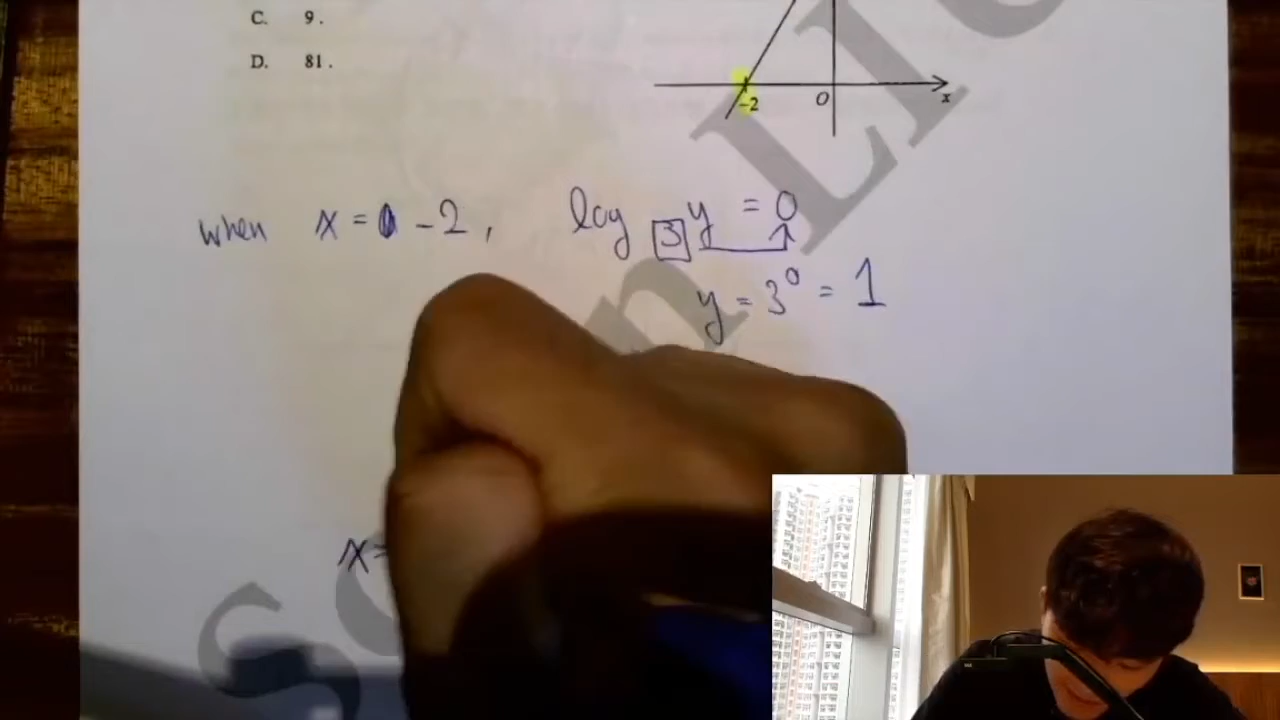 C. 9.
D. 81.
-2 O x
when x = -2, log 3 y = 0
y = 3⁰ = 1
x =